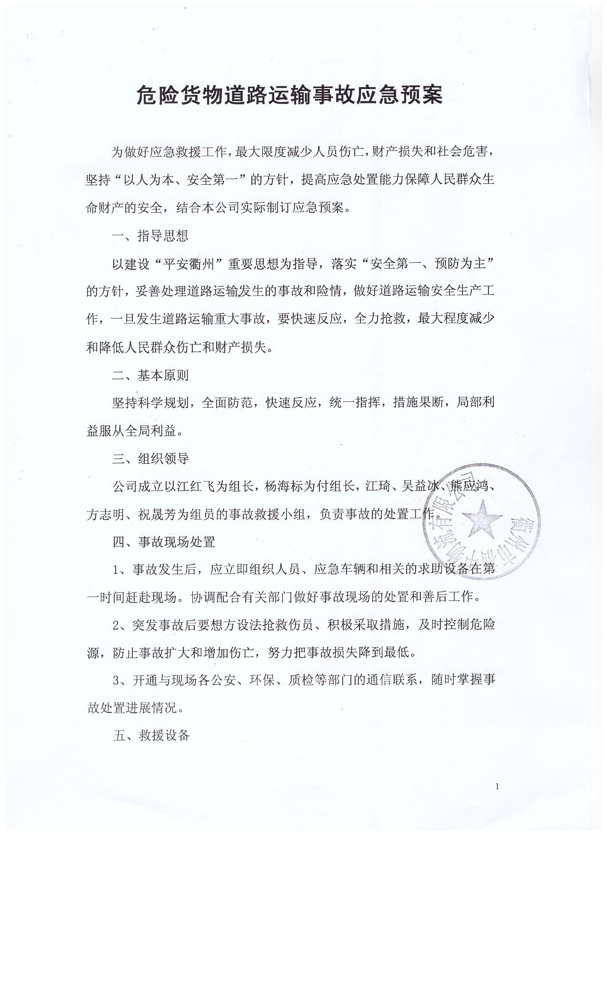 危险货物道路运输事故应急预案
为做好应急救援工作，最大限度减少人员伤亡，财产损失和社会危害，
坚持“以人为本、安全第一”的方针，提高应急处置能力保障人民群众生
命财产的安全，结合本公司实际制订应急预案。
一、指导思想
以建设“平安衢州”重要思想为指导，落实“安全第一、预防为主”
的方针，妥善处理道路运输发生的事故和险情，做好道路运输安全生产工
作，一旦发生道路运输重大事故，要快速反应，全力抢救，最大程度减少
和降低人民群众伤亡和财产损失。
二、基本原则
坚持科学规划，全面防范，快速反应，统一指挥，措施果断，局部利
益服从全局利益。
三、组织领导
公司成立以江红飞为组长，杨海标为付组长，江琦、吴益冰、熊应鸿、
方志明、祝晟芳为组员的事故救援小组，负责事故的处置工作。
四、事故现场处置
1、事故发生后，应立即组织人员、应急车辆和相关的求助设备在第
一时间赶赴现场。协调配合有关部门做好事故现场的处置和善后工作。
2、突发事故后要想方设法抢救伤员、积极采取措施，及时控制危险
源，防止事故扩大和增加伤亡，努力把事故损失降到最低。
3、开通与现场各公安、环保、质检等部门的通信联系，随时掌握事
故处置进展情况。
五、救援设备
衢州市物流有限公司
1